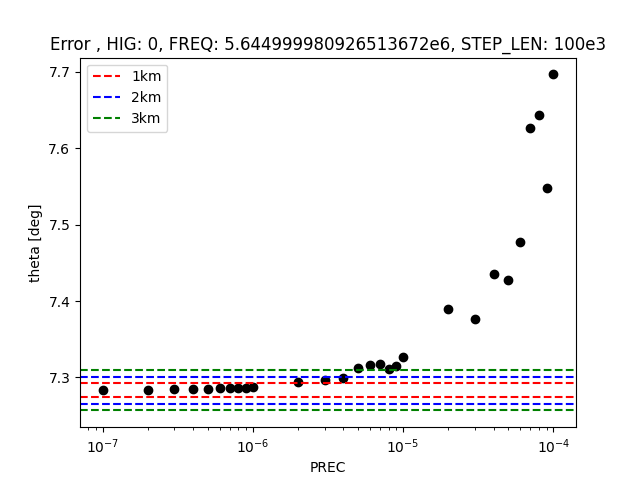 Error , HIG: 0, FREQ: 5.644999980926513672e6, STEP_LEN: 100e3
1km
2km
3km
7.7
7.6
7.5
7.4
7.3
theta [deg]
10⁻⁷ 10⁻⁶ 10⁻⁵ 10⁻⁴
PREC